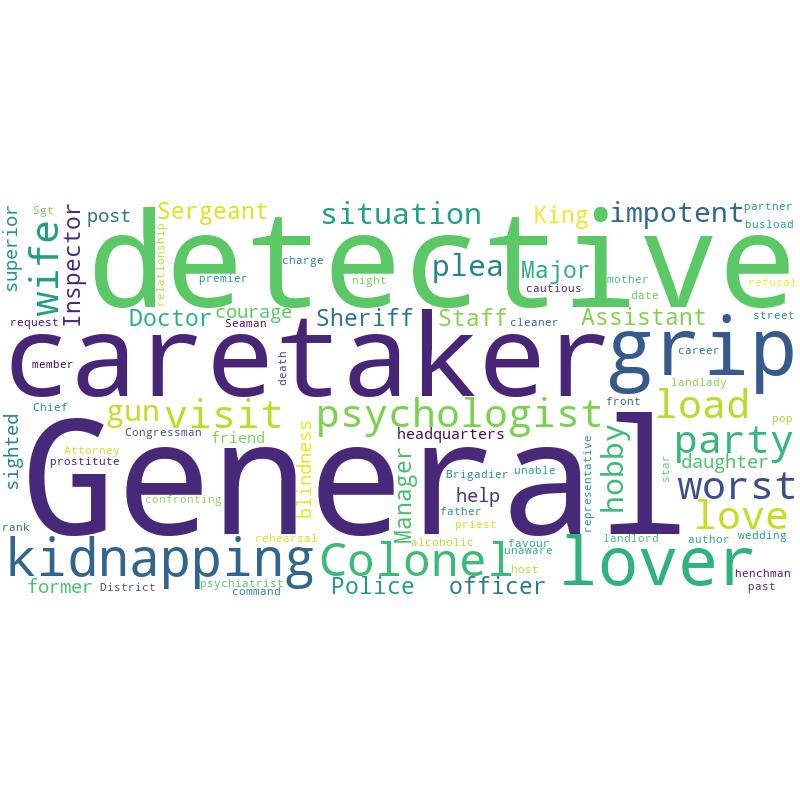 superior
Sgt
wife
Inspector
post
Sergeant
relationship
situation
King
impotent
partner
busload
detective
premier
charge
night
plea
Major
cautious
mother
date
refusal
request
Doctor
courage
Seaman
Sheriff
Staff
cleaner
Assistant
street
caretaker
member
death
grip
career
landlady
Chief
gun
visit
psychologist
front
load
pop
sighted
Attorney
prostitute
Congressman
friend
blindness
headquarters
Manager
representative
hobby
star
party
daughter
General
confronting
Brigadier
unable
help
father
priest
worst
love
rank
rehearsal
alcoholic
favour
unaware
landlord
author
wedding
kidnapping
Colonel
host
lover
henchman
past
former
District
psychiatrist
command
Police
officer